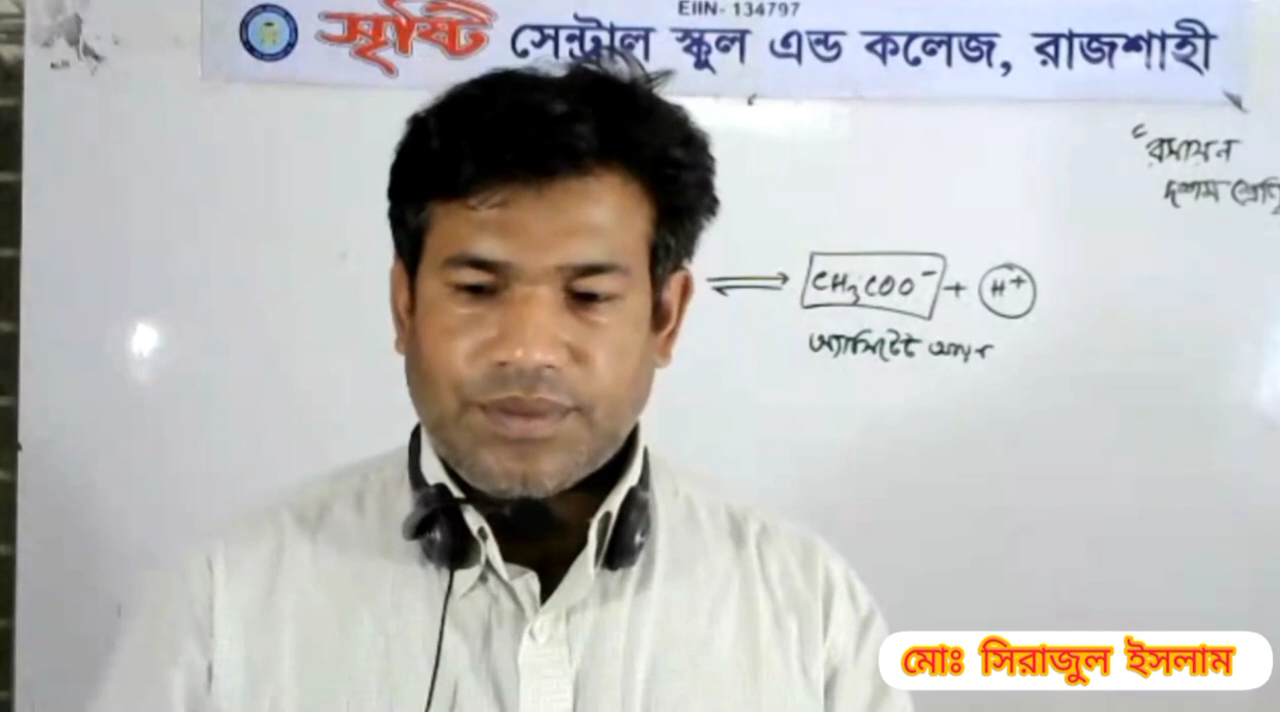 EIIN- 134797
সৃষ্টি সেন্ট্রাল স্কুল এন্ড কলেজ, রাজশাহী
"রসায়ন
দশম শ্রেণি
⇌ CH₃COO⁻ + H⁺
অ্যাসিটেট আয়ন
মোঃ সিরাজুল ইসলাম